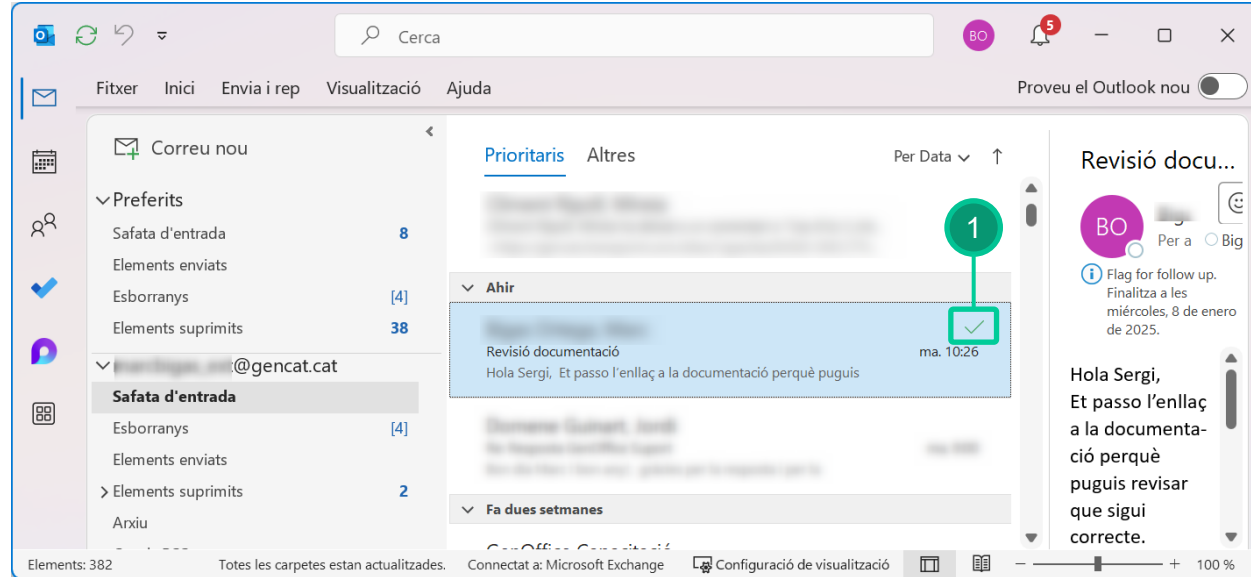 Cerca
BO
5
Fitxer Inici Envia i rep Visualització Ajuda
Proveu el Outlook nou
Correu nou
Preferits
Safata d'entrada 8
Elements enviats
Esborranys [4]
Elements suprimits 38
@gencat.cat
Safata d'entrada
Esborranys [4]
Elements enviats
Elements suprimits 2
Arxiu
Prioritaris Altres
Per Data
1
Ahir
Revisió documentació ma. 10:26
Hola Sergi, Et passo l'enllaç a la documentació perquè puguis
Fa dues setmanes
Revisió docu...
BO
Per a Big
Flag for follow up.
Finalitza a les
miércoles, 8 de enero
de 2025.
Hola Sergi,
Et passo l'enllaç
a la documenta-
ció perquè
puguis revisar
que sigui
correcte.
Elements: 382 Totes les carpetes estan actualitzades. Connectat a: Microsoft Exchange Configuració de visualització 100 %